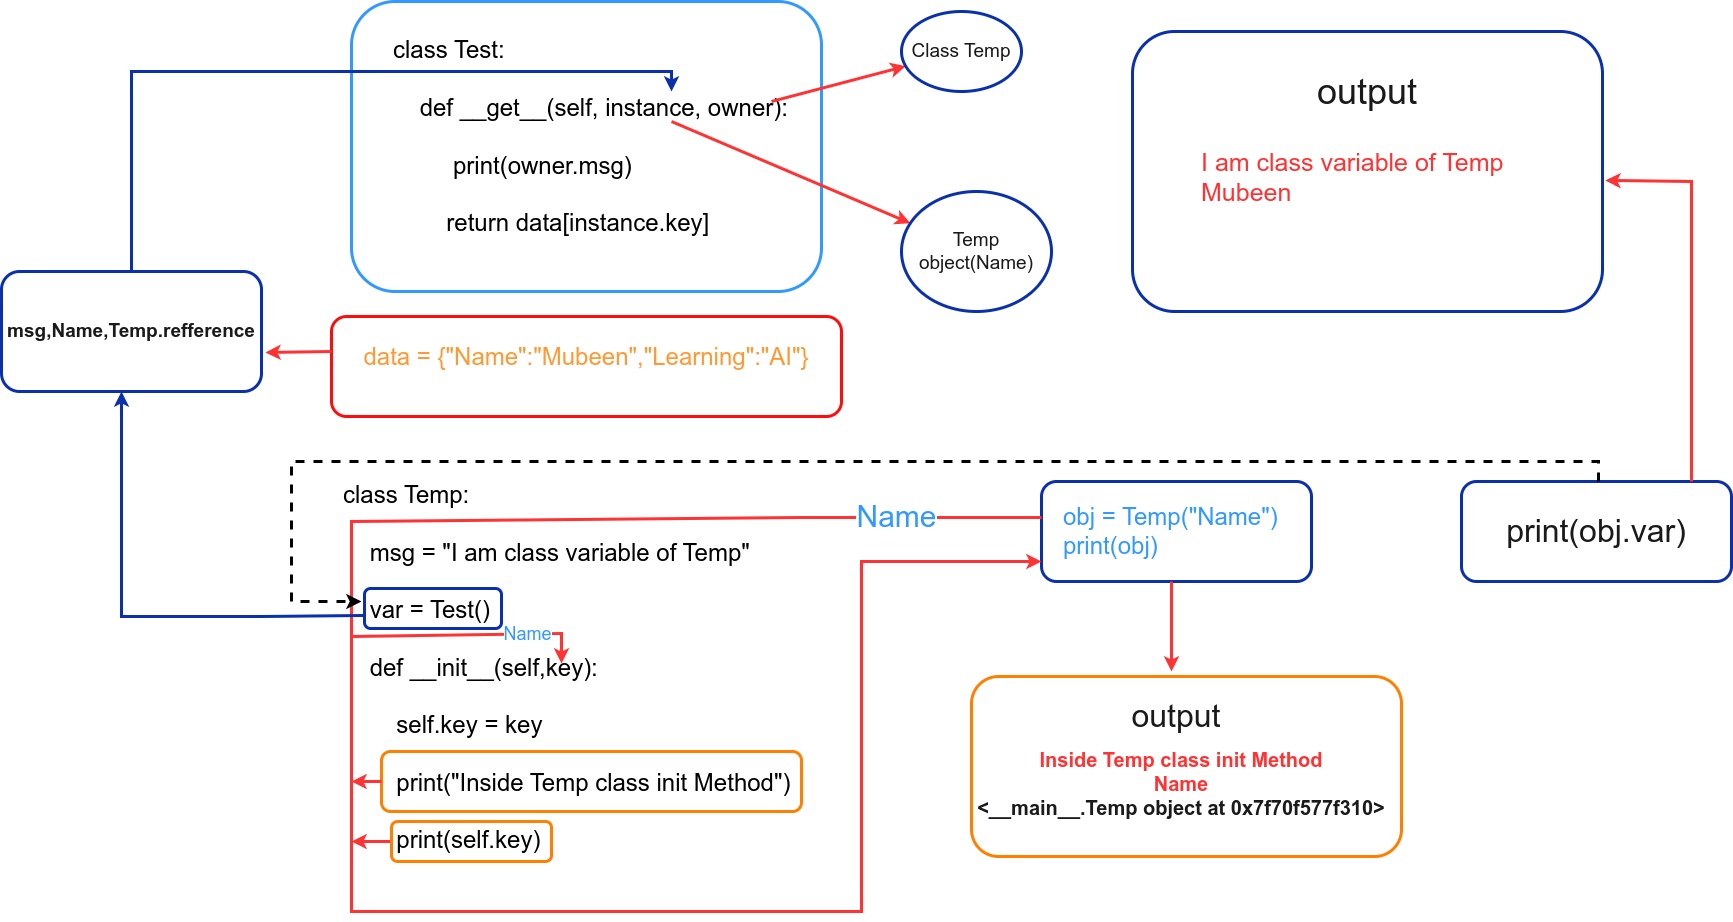 class Test:
def __get__(self, instance, owner):
print(owner.msg)
return data[instance.key]
Class Temp
Temp
object(Name)
output
I am class variable of Temp
Mubeen
msg,Name,Temp.refference
data = {"Name":"Mubeen","Learning":"AI"}
class Temp:
Name
msg = "I am class variable of Temp"
var = Test()
Name
def __init__(self,key):
self.key = key
print("Inside Temp class init Method")
print(self.key)
obj = Temp("Name")
print(obj)
print(obj.var)
output
Inside Temp class init Method
Name
<__main__.Temp object at 0x7f70f577f310>